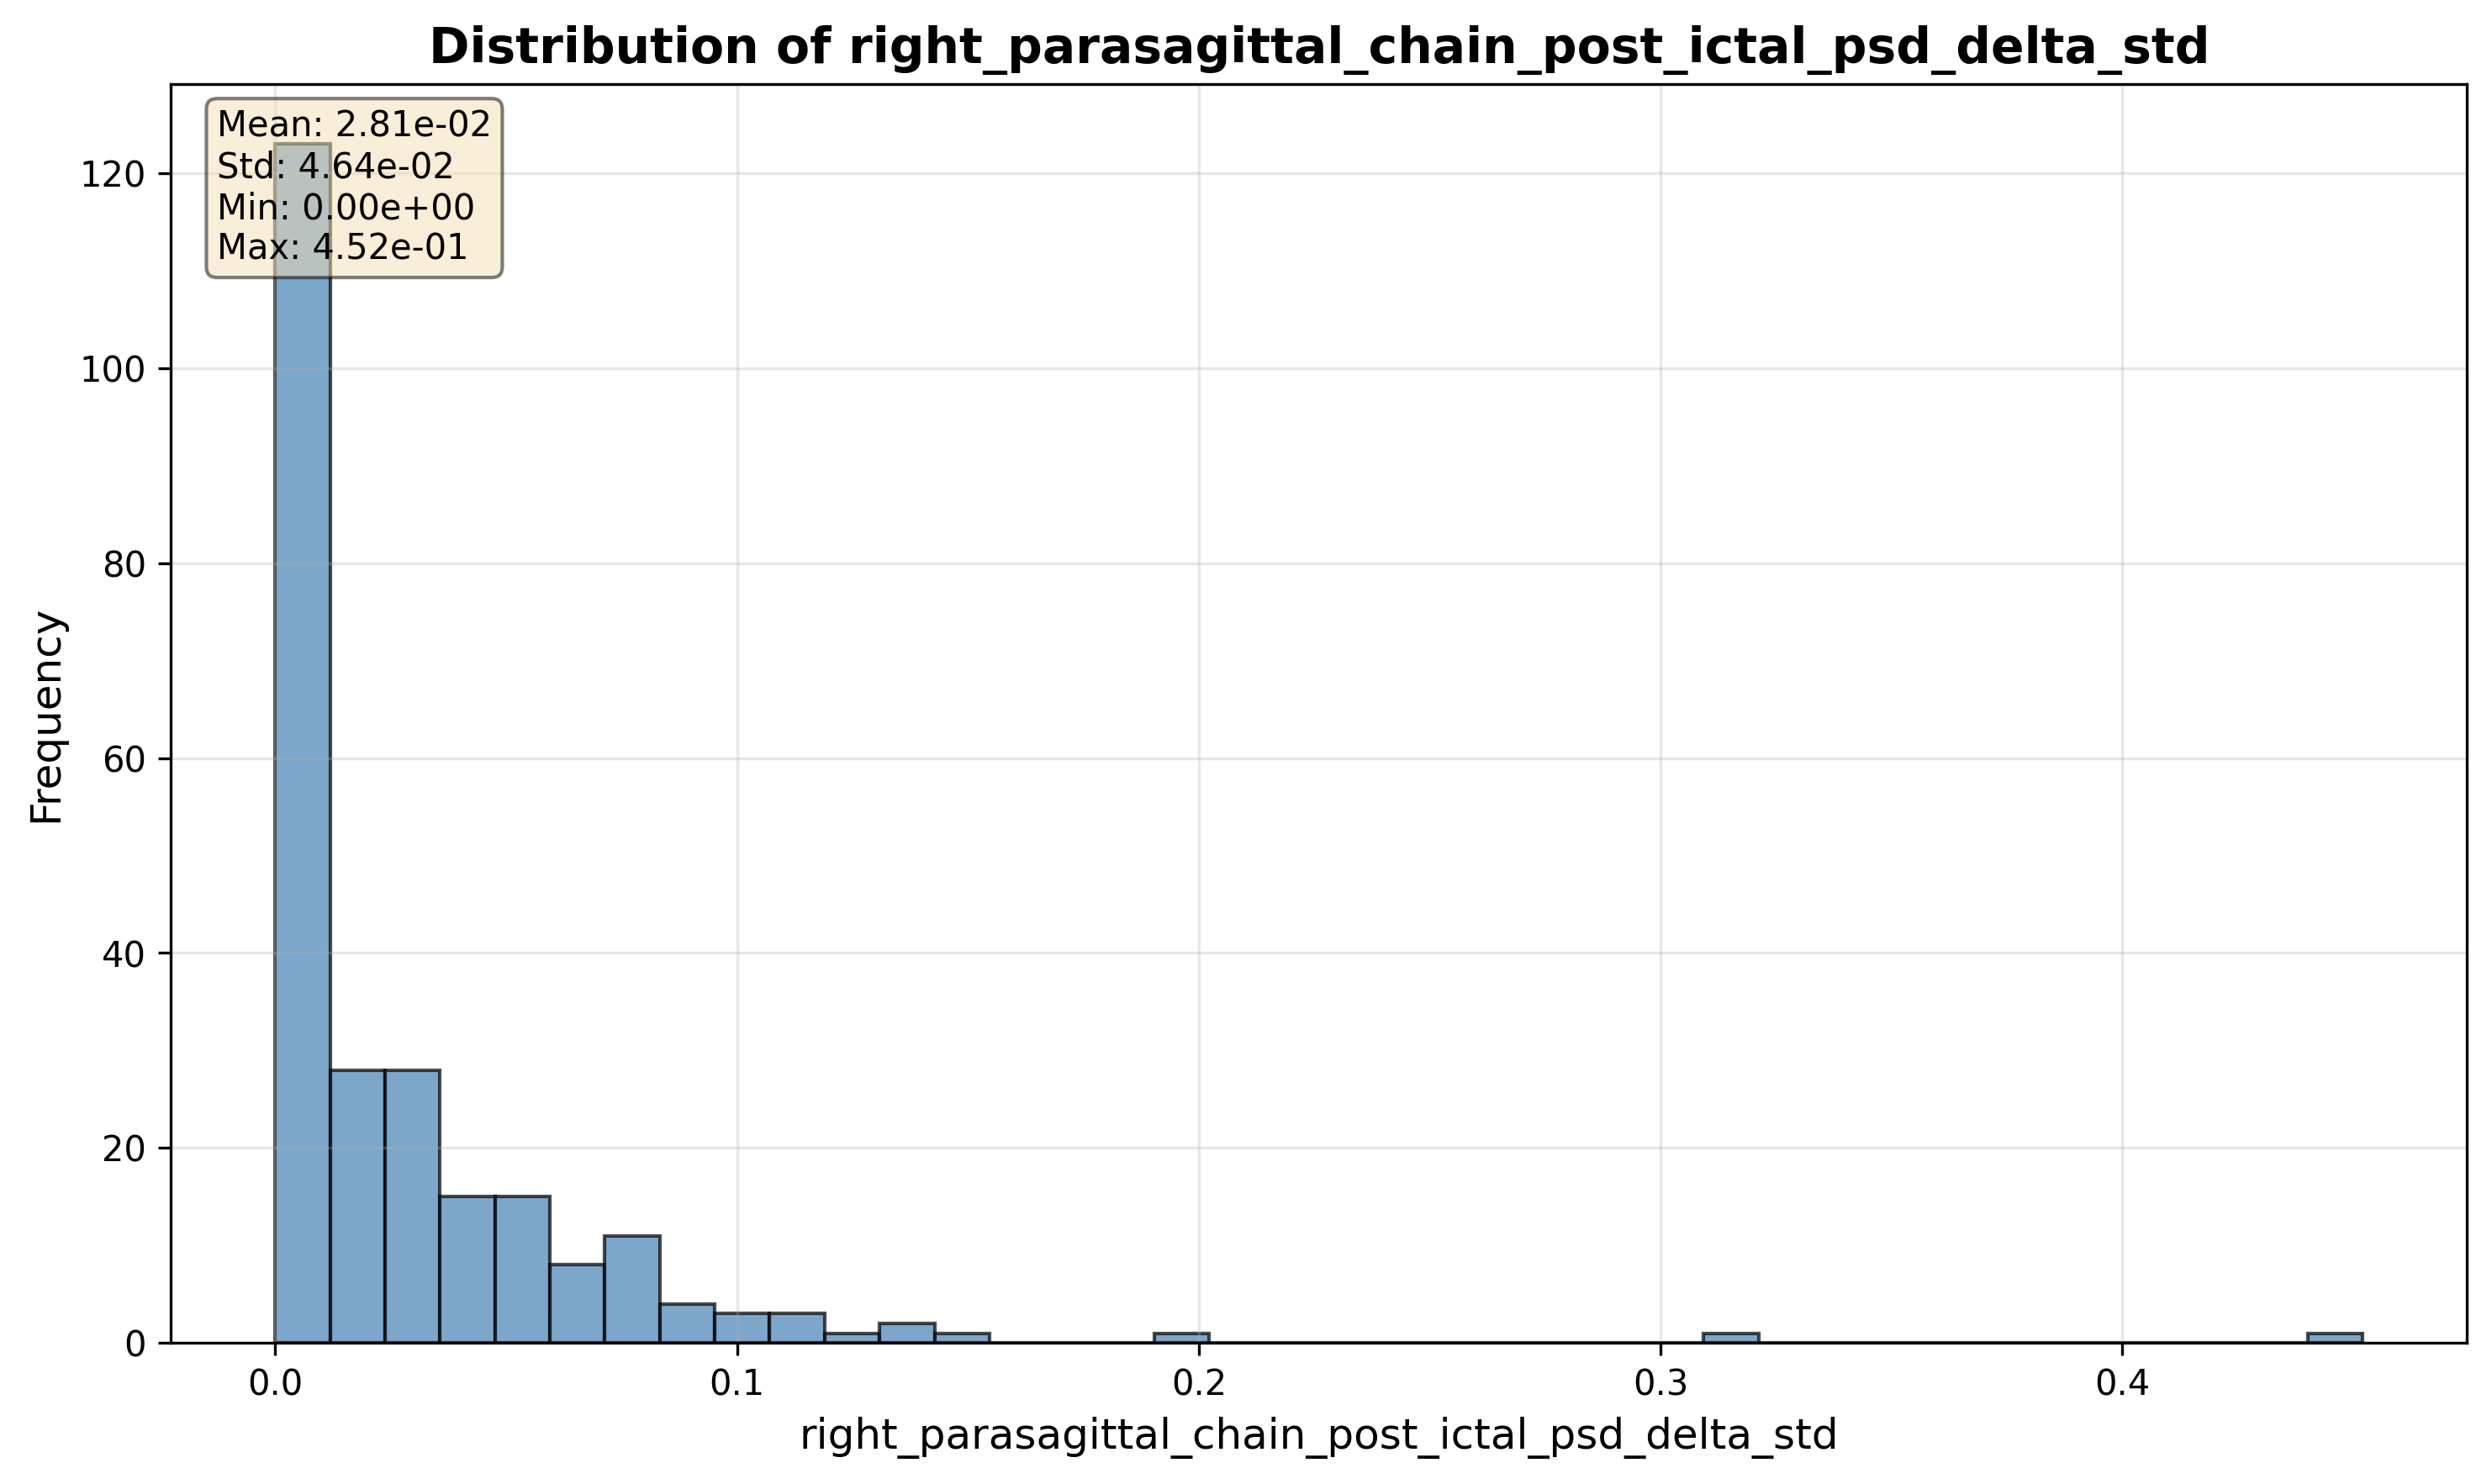 Distribution of right_parasagittal_chain_post_ictal_psd_delta_std
Mean: 2.81e-02
Std: 4.64e-02
Min: 0.00e+00
Max: 4.52e-01
120
100
80
60
40
20
0
Frequency
0.0
0.1
0.2
0.3
0.4
right_parasagittal_chain_post_ictal_psd_delta_std